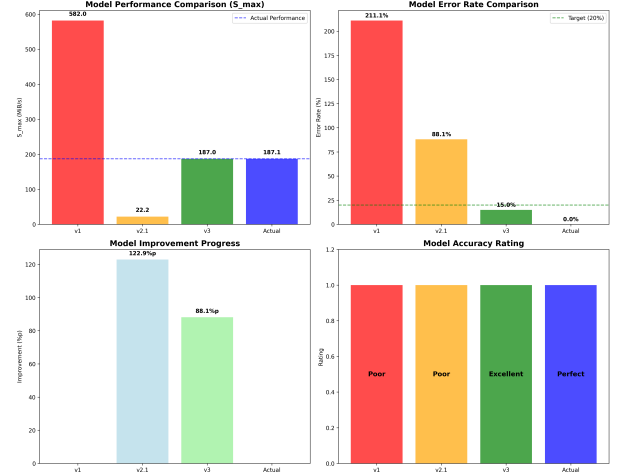 Model Performance Comparison (S_max)
582.0
Actual Performance
600
500
400
300
200
100
0
S_max (MiB/s)
22.2
187.0
187.1
v1
v2.1
v3
Actual
Model Error Rate Comparison
211.1%
Target (20%)
200
175
150
125
100
75
50
25
0
Error Rate (%)
88.1%
15.0%
0.0%
v1
v2.1
v3
Actual
Model Improvement Progress
122.9%p
88.1%p
120
100
80
60
40
20
0
Improvement (%p)
v1
v2.1
v3
Actual
Model Accuracy Rating
1.2
1.0
0.8
0.6
0.4
0.2
0.0
Rating
Poor
Poor
Excellent
Perfect
v1
v2.1
v3
Actual